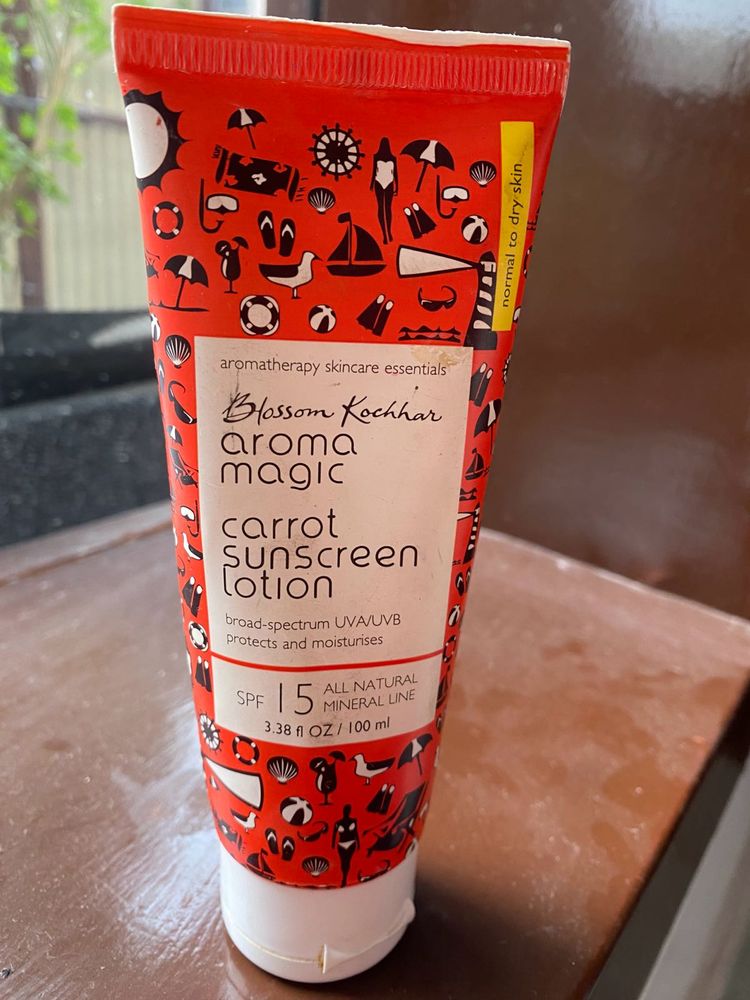 normal to dry skin
aromatherapy skincare essentials
Blossom Kochhar
aroma
magic
carrot
sunscreen
lotion
broad-spectrum UVA/UVB
protects and moisturises
SPF 15 ALL NATURAL
MINERAL LINE
3.38 fl OZ / 100 ml